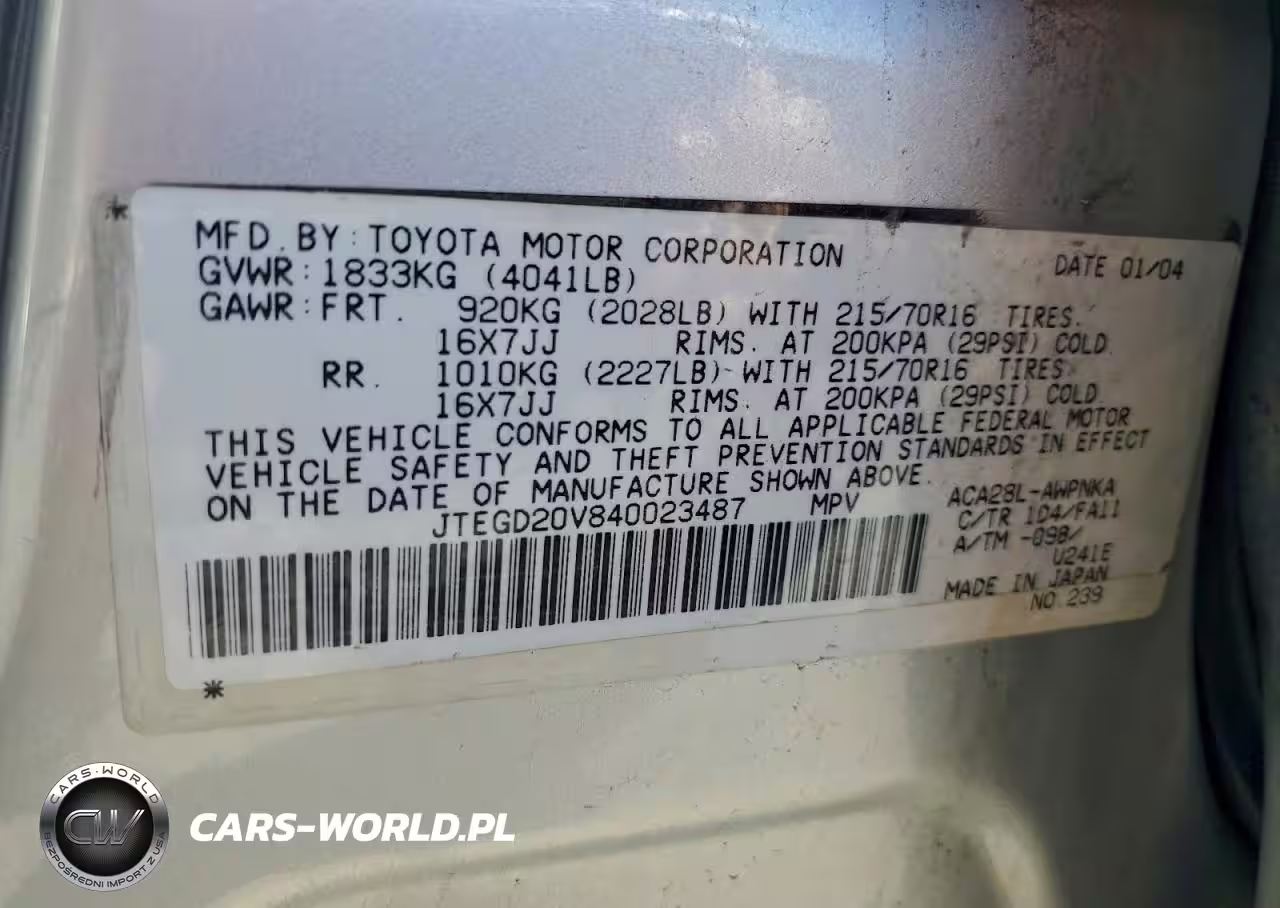 MFD. BY: TOYOTA MOTOR CORPORATION DATE 01/04
GVWR: 1833KG (4041LB)
GAWR: FRT. 920KG (2028LB) WITH 215/70R16 TIRES.
16X7JJ RIMS. AT 200KPA (29PSI) COLD.
RR. 1010KG (2227LB) WITH 215/70R16 TIRES
16X7JJ RIMS. AT 200KPA (29PSI) COLD.
THIS VEHICLE CONFORMS TO ALL APPLICABLE FEDERAL MOTOR
VEHICLE SAFETY AND THEFT PREVENTION STANDARDS IN EFFECT
ON THE DATE OF MANUFACTURE SHOWN ABOVE.
JTEGD20V840023487 MPV
ACA28L-AWPNKA
C/TR 1D4/FA11
A/TM -09B/
U241E
MADE IN JAPAN
NO.239
CARS-WORLD
CW
BEZPOŚREDNI IMPORT Z USA
CARS-WORLD.PL